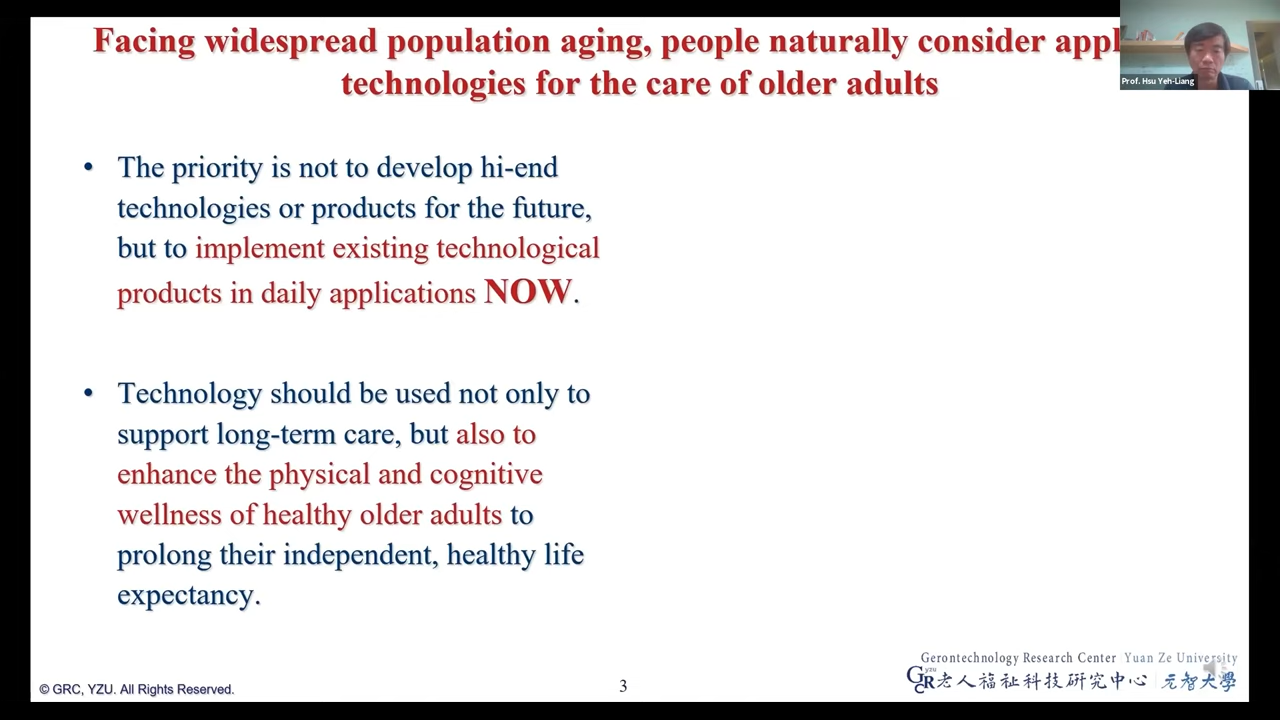 Facing widespread population aging, people naturally consider appl
technologies for the care of older adults
Prof. Hsu Yeh-Liang
• The priority is not to develop hi-end
technologies or products for the future,
but to implement existing technological
products in daily applications NOW.
• Technology should be used not only to
support long-term care, but also to
enhance the physical and cognitive
wellness of healthy older adults to
prolong their independent, healthy life
expectancy.
Gerontechnology Research Center Yuan Ze University
yzu GRC 老人福祉科技研究中心 元智大學
© GRC, YZU. All Rights Reserved.
3